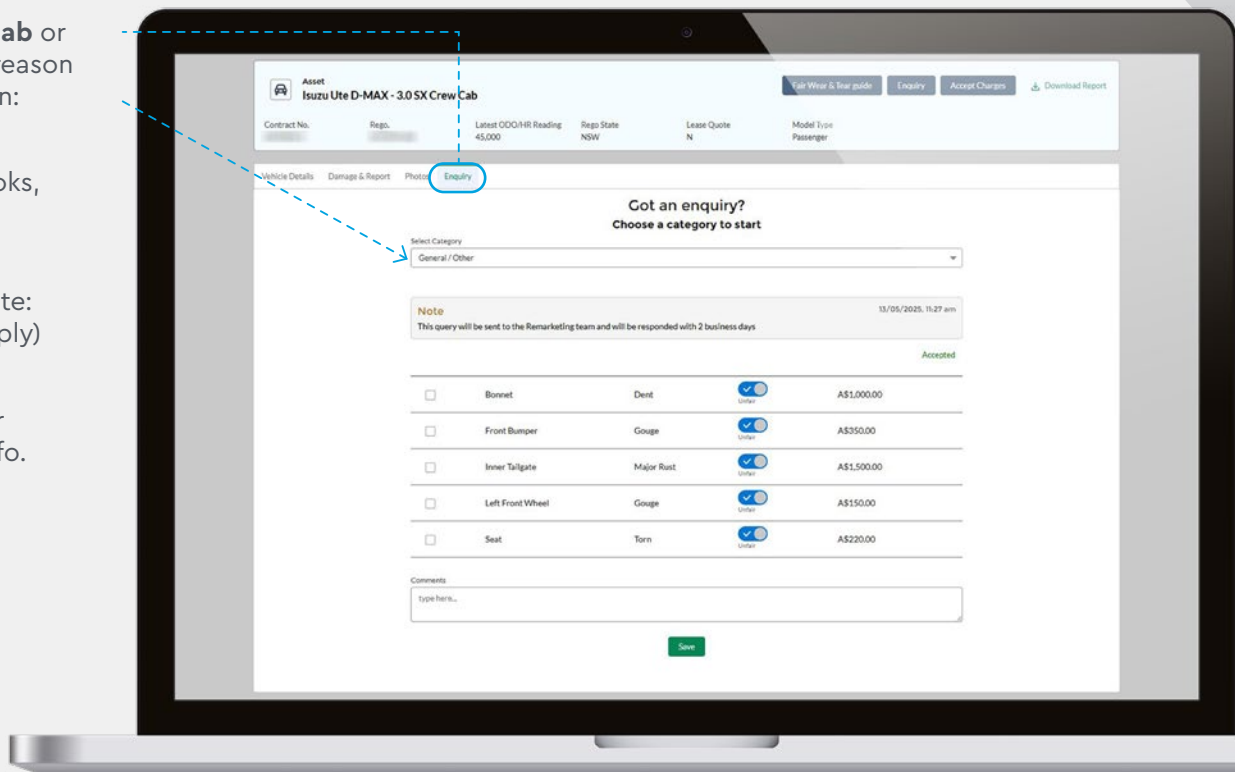 ab or
reason
n:
oks,
te:
ply)
r
fo.
Asset
Isuzu Ute D-MAX - 3.0 SX Crew Cab
Fair Wear & Tear guide Enquiry Accept Charges Download Report
Contract No. Rego. Latest ODO/HR Reading Rego State Lease Quote Model Type
45,000 NSW N Passenger
Vehicle Details Damage & Report Photos Enquiry
Got an enquiry?
Choose a category to start
Select Category
General / Other
Note 13/05/2025, 11:27 am
This query will be sent to the Remarketing team and will be responded with 2 business days
Accepted
Bonnet Dent Unfair A$1,000.00
Front Bumper Gouge Unfair A$350.00
Inner Tailgate Major Rust Unfair A$1,500.00
Left Front Wheel Gouge Unfair A$150.00
Seat Torn Unfair A$220.00
Comments
type here...
Save